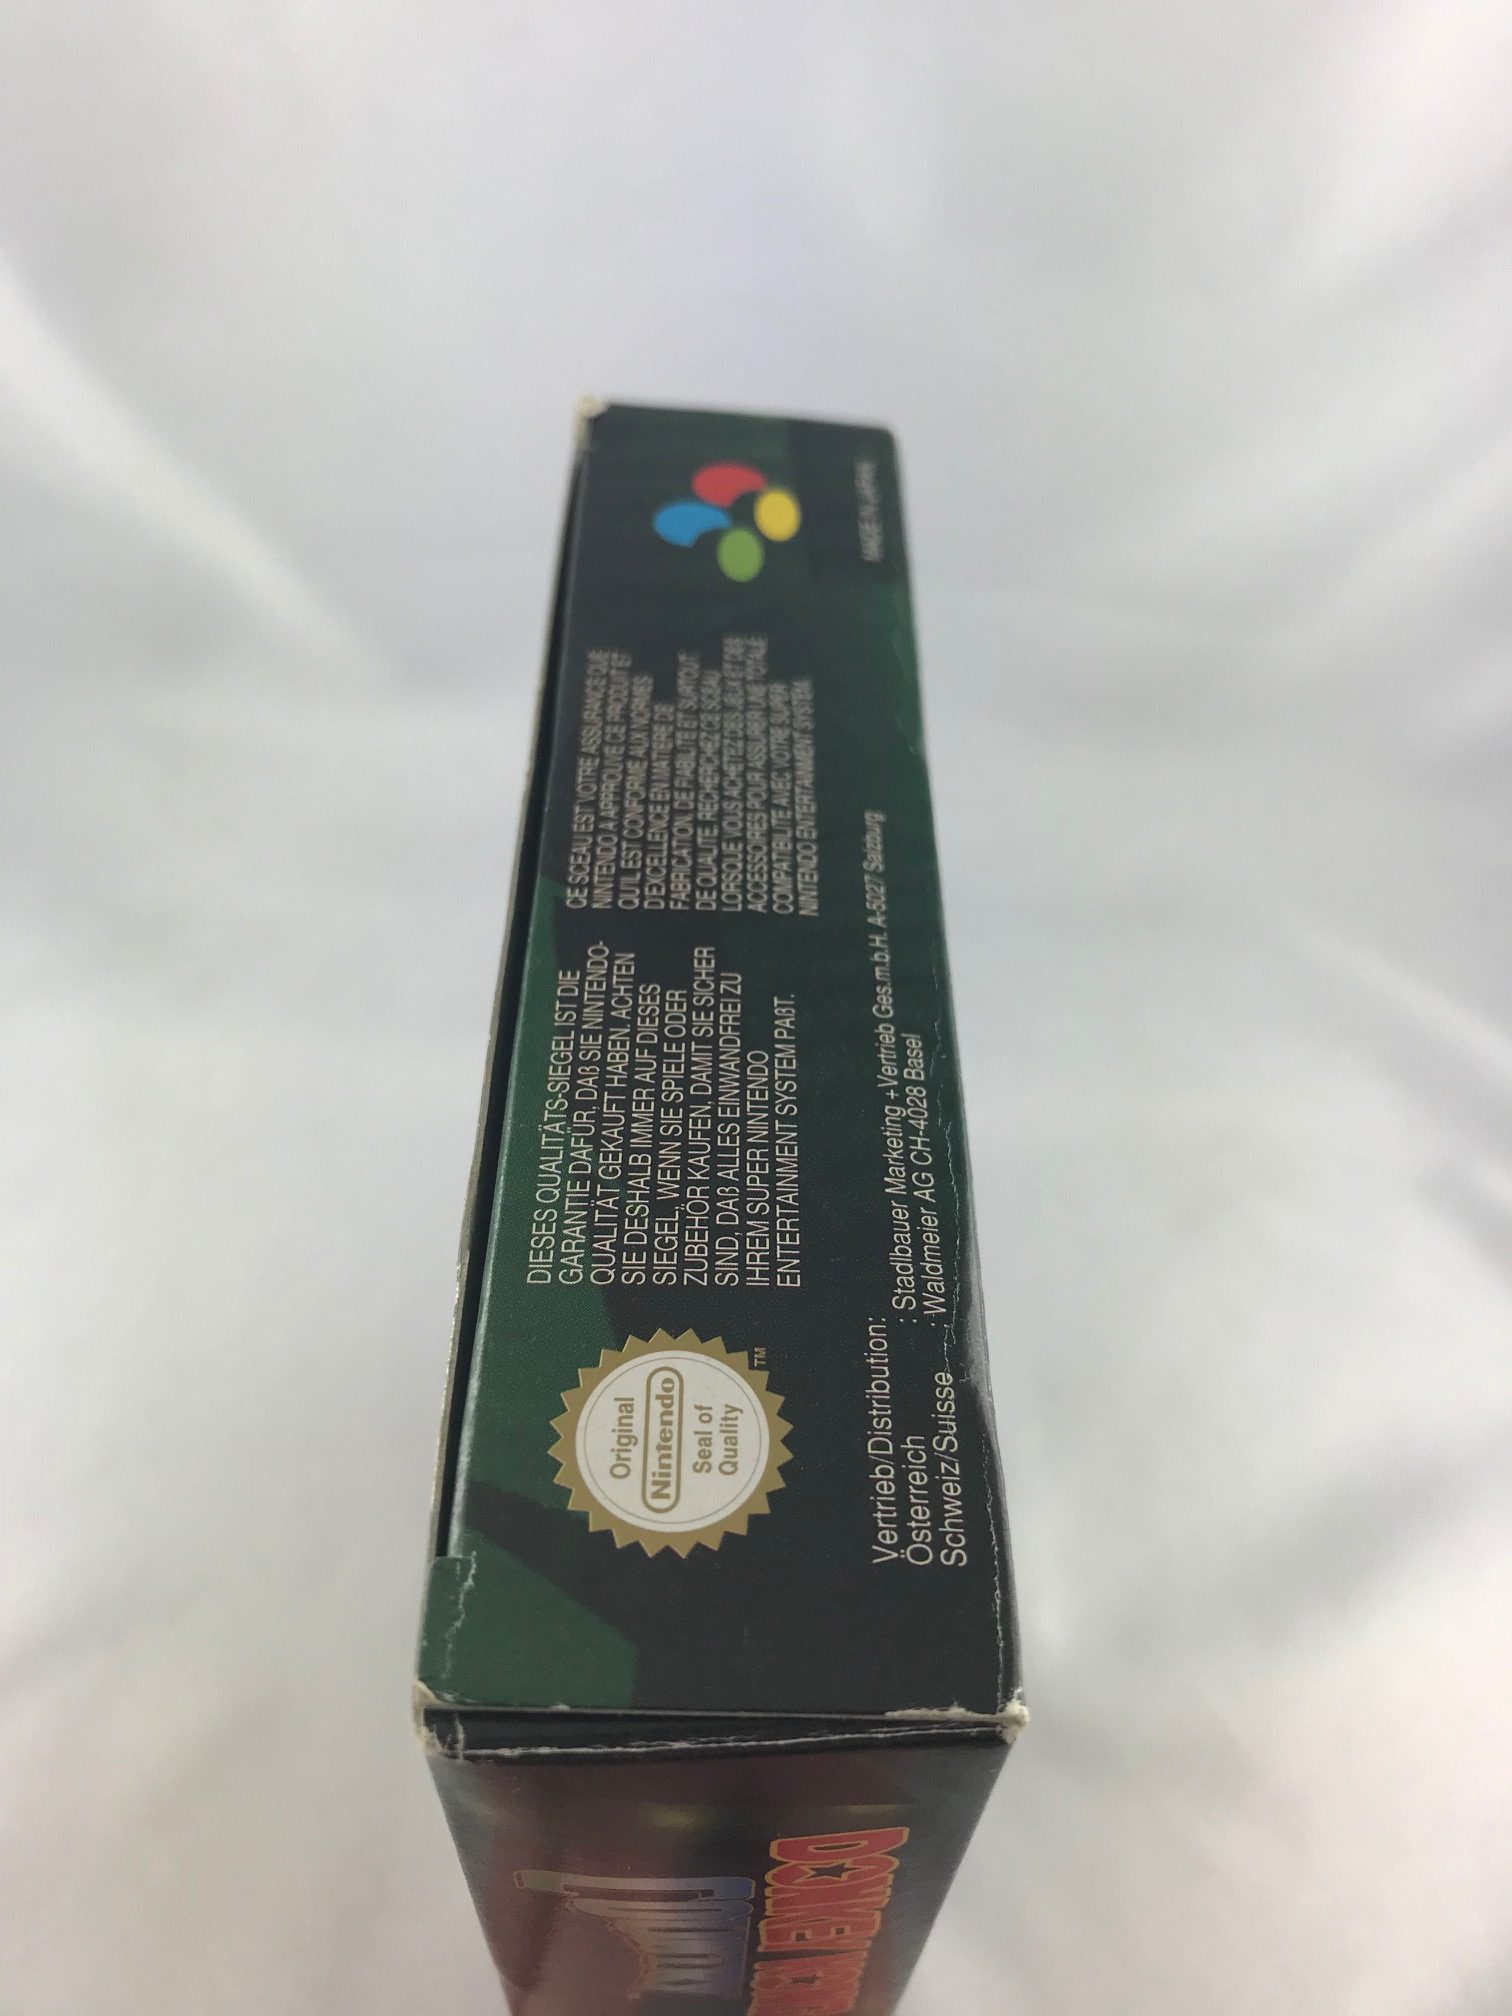 Original
Nintendo
Seal of
Quality
TM
DIESES QUALITÄTS-SIEGEL IST DIE
GARANTIE DAFÜR, DAß SIE NINTENDO-
QUALITÄT GEKAUFT HABEN. ACHTEN
SIE DESHALB IMMER AUF DIESES
SIEGEL, WENN SIE SPIELE ODER
ZUBEHÖR KAUFEN, DAMIT SIE SICHER
SIND, DAß ALLES EINWANDFREI ZU
IHREM SUPER NINTENDO
ENTERTAINMENT SYSTEM PAßT.
CE SCEAU EST VOTRE ASSURANCE QUE
NINTENDO A APPROUVE CE PRODUIT ET
QU'IL EST CONFORME AUX NORMES
D'EXCELLENCE EN MATIERE DE
FABRICATION, DE FIABILITE ET SURTOUT
DE QUALITE. RECHERCHEZ CE SCEAU
LORSQUE VOUS ACHETEZ DES JEUX ET DES
ACCESSOIRES POUR ASSURER UNE TOTALE
COMPATIBILITE AVEC VOTRE SUPER
NINTENDO ENTERTAINMENT SYSTEM.
Vertrieb/Distribution:
Österreich : Stadlbauer Marketing + Vertrieb Ges.m.b.H. A-5027 Salzburg
Schweiz/Suisse : Waldmeier AG CH-4028 Basel
MADE IN JAPAN
DONKEY KONG